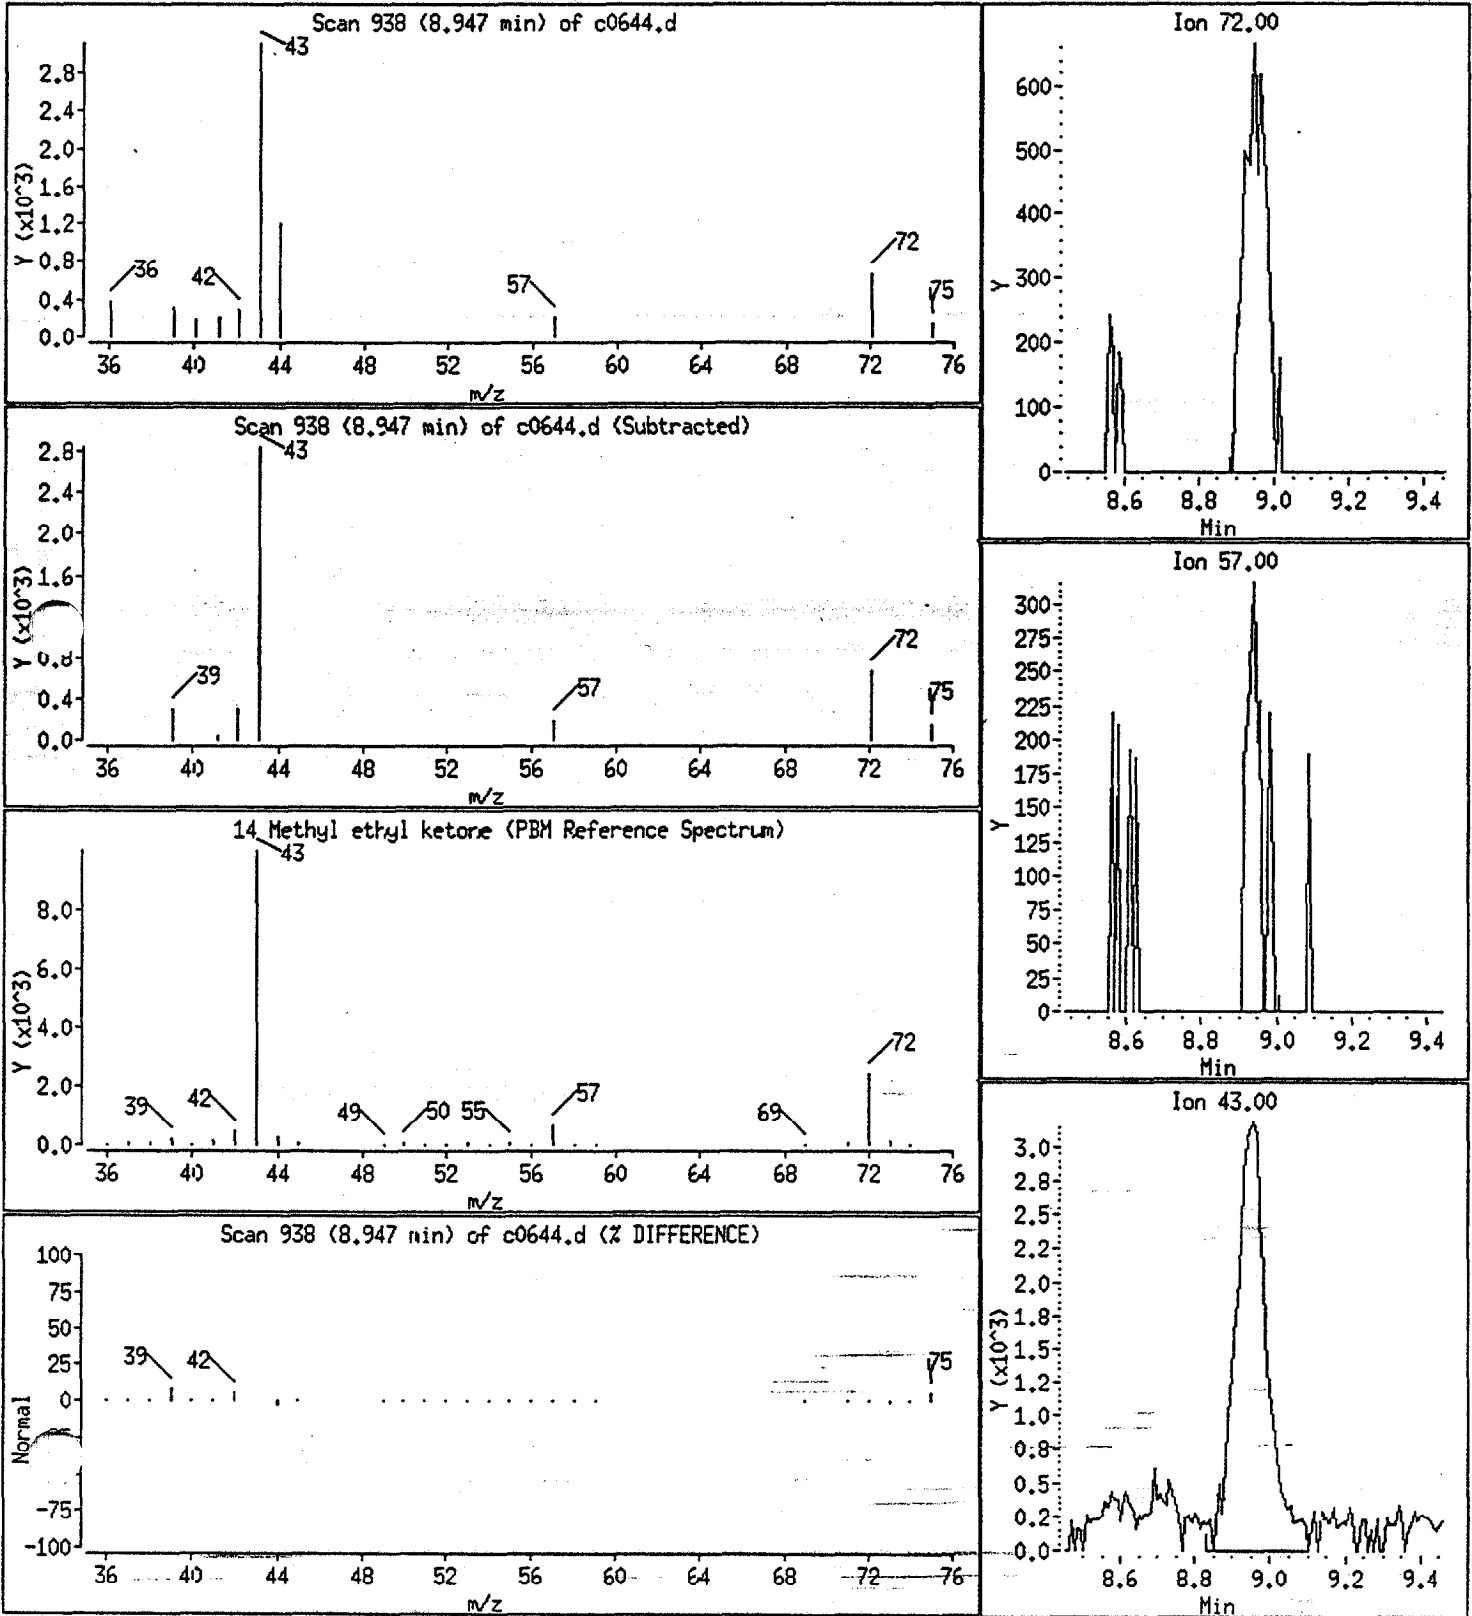 Scan 938 (8.947 min) of c0644.d
43
2.8
2.4
2.0
1.6
1.2
0.8
0.4
0.0
Y (x10^3)
36
42
57
72
75
36 40 44 48 52 56 60 64 68 72 76
m/z
Scan 938 (8.947 min) of c0644.d (Subtracted)
43
2.8
2.4
2.0
1.6
0.8
0.4
0.0
Y (x10^3)
39
57
72
75
36 40 44 48 52 56 60 64 68 72 76
m/z
14 Methyl ethyl ketone (PBM Reference Spectrum)
43
8.0
6.0
4.0
2.0
0.0
Y (x10^3)
39
42
49
50
55
57
69
72
36 40 44 48 52 56 60 64 68 72 76
m/z
Scan 938 (8.947 min) of c0644.d (% DIFFERENCE)
100
75
50
25
0
-75
-100
Normal
39
42
75
36 40 44 48 52 56 60 64 68 72 76
m/z
Ion 72.00
600
500
400
300
200
100
0
Y
8.6 8.8 9.0 9.2 9.4
Min
Ion 57.00
300
275
250
225
200
175
150
125
100
75
50
25
0
Y
8.6 8.8 9.0 9.2 9.4
Min
Ion 43.00
3.0
2.8
2.5
2.2
2.0
1.8
1.5
1.2
1.0
0.8
0.5
0.2
0.0
Y (x10^3)
8.6 8.8 9.0 9.2 9.4
Min